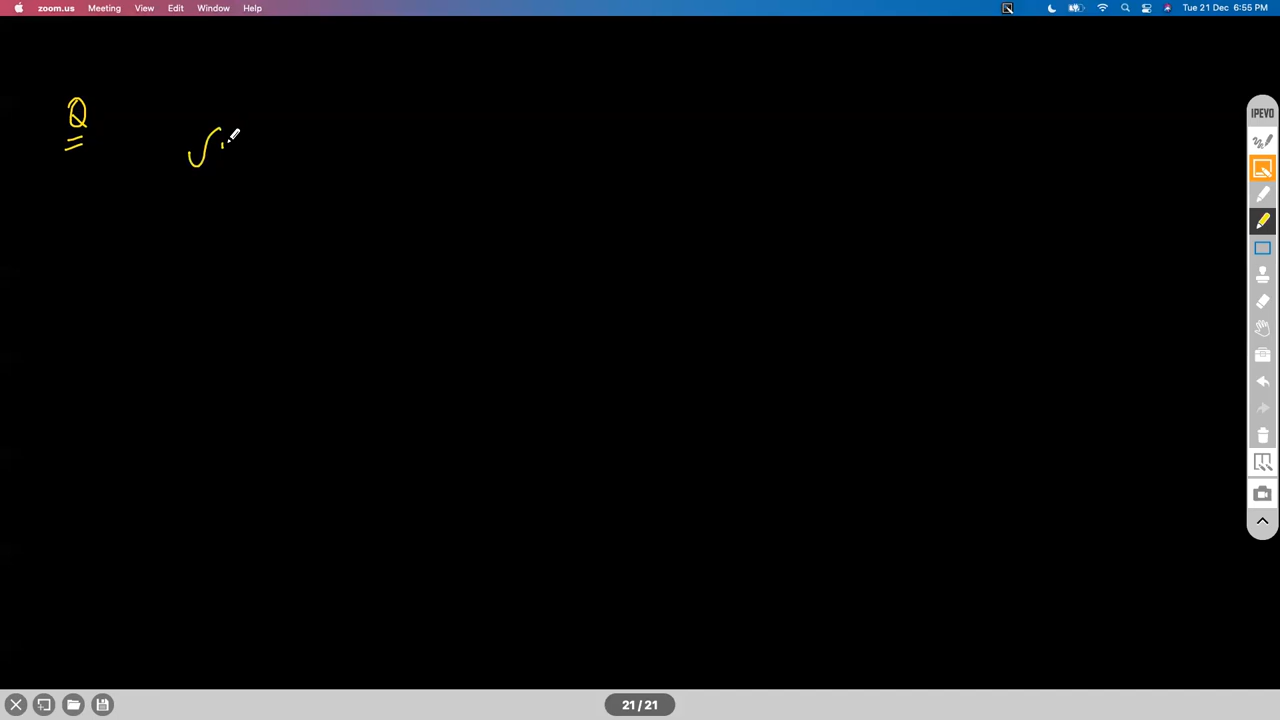 zoom.us Meeting View Edit Window Help Tue 21 Dec 6:55 PM
Q
∫
IPEVO
21 / 21